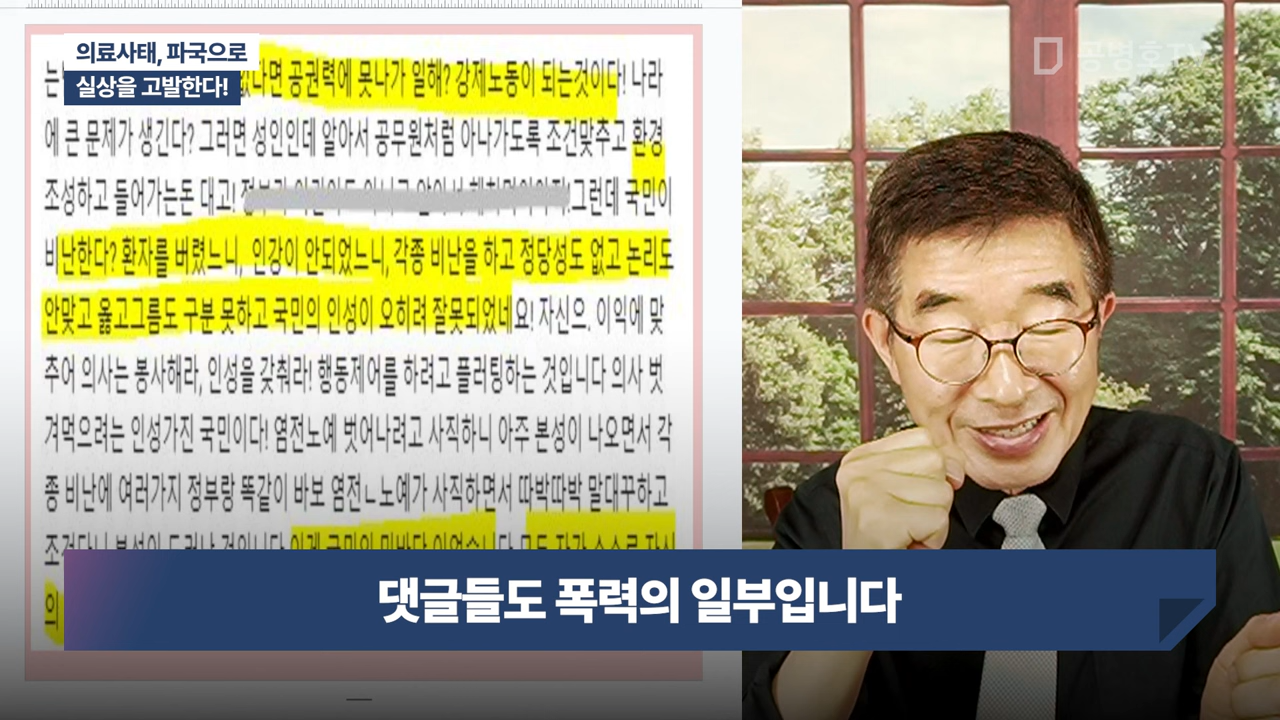 의료사태, 파국으로
실상을 고발한다!
공병호TV
는 없다면 공권력에 못나가 일해? 강제노동이 되는것이다! 나라
에 큰 문제가 생긴다? 그러면 성인인데 알아서 공무원처럼 아나가도록 조건맞추고 환경
조성하고 들어가는돈 대고! 그런데 국민이
비난한다? 환자를 버렸느니, 인강이 안되었느니, 각종 비난을 하고 정당성도 없고 논리도
안맞고 옳고그름도 구분 못하고 국민의 인성이 오히려 잘못되었네요! 자신으. 이익에 맞
추어 의사는 봉사해라, 인성을 갖춰라! 행동제어를 하려고 플러팅하는 것입니다 의사 벗
겨먹으려는 인성가진 국민이다! 염전노예 벗어나려고 사직하니 아주 본성이 나오면서 각
종 비난에 여러가지 정부랑 똑같이 바보 염전ㄴ노예가 사직하면서 따박따박 말대꾸하고
의
댓글들도 폭력의 일부입니다